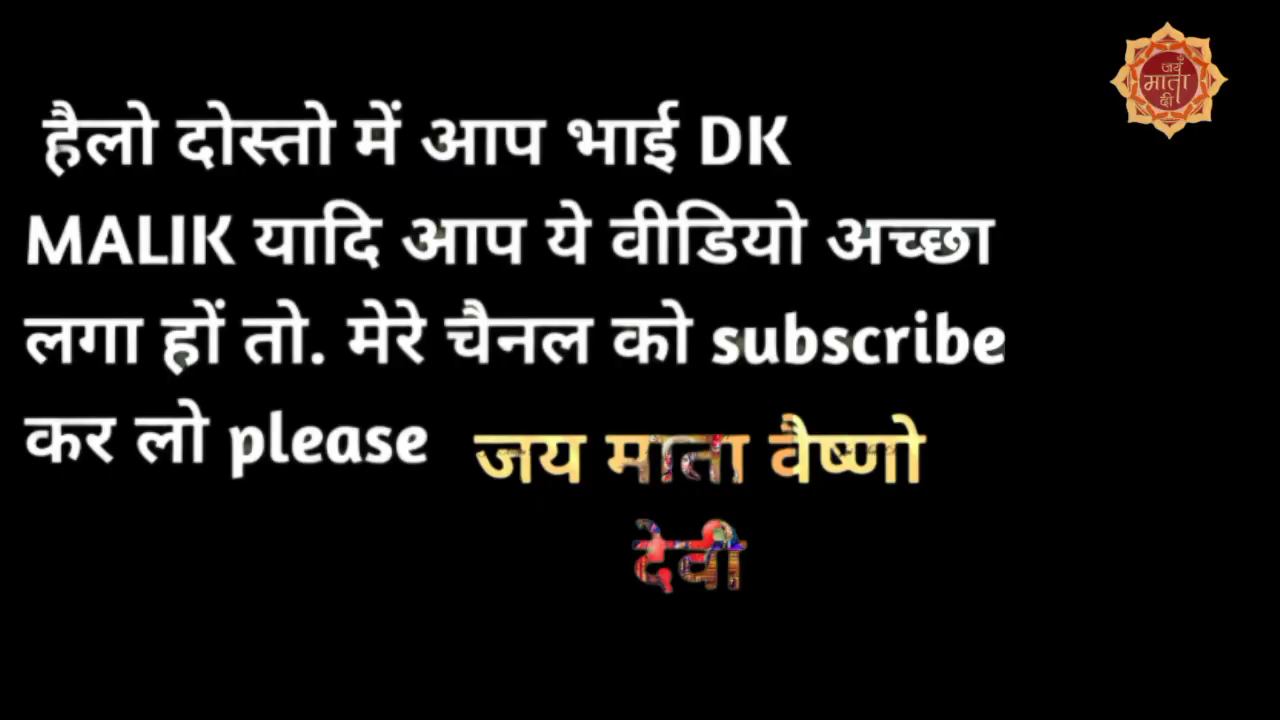 हैलो दोस्तो में आप भाई DK
MALIK यादि आप ये वीडियो अच्छा
लगा हों तो. मेरे चैनल को subscribe
कर लो please
जय माता वैष्णो
देवी
जय
माता
दी